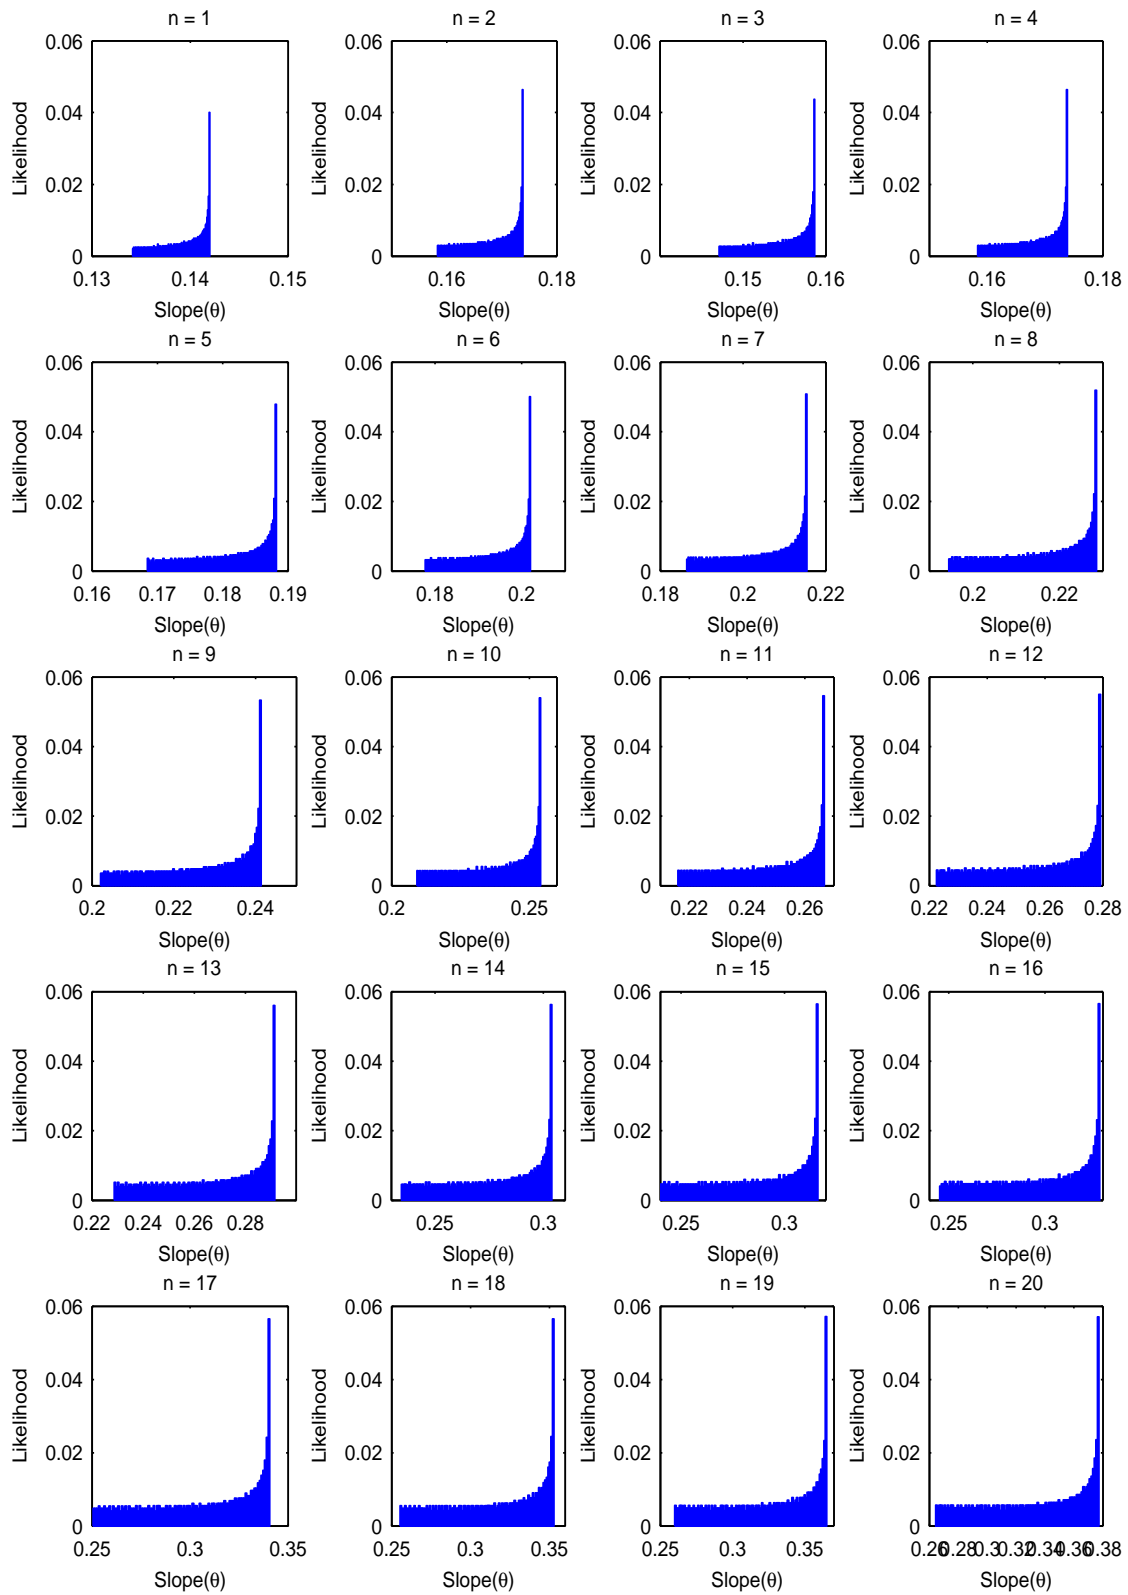 n = 1
n = 2
n = 3
n = 4
0.06
0.04
0.02
0
Likelihood
0.13 0.14 0.15
Slope(θ)
0.06
0.04
0.02
0
Likelihood
0.16 0.18
Slope(θ)
0.06
0.04
0.02
0
Likelihood
0.15 0.16
Slope(θ)
0.06
0.04
0.02
0
Likelihood
0.16 0.18
Slope(θ)
n = 5
n = 6
n = 7
n = 8
0.06
0.04
0.02
0
Likelihood
0.16 0.17 0.18 0.19
Slope(θ)
0.06
0.04
0.02
0
Likelihood
0.18 0.2
Slope(θ)
0.06
0.04
0.02
0
Likelihood
0.18 0.2 0.22
Slope(θ)
0.06
0.04
0.02
0
Likelihood
0.2 0.22
Slope(θ)
n = 9
n = 10
n = 11
n = 12
0.06
0.04
0.02
0
Likelihood
0.2 0.22 0.24
Slope(θ)
0.06
0.04
0.02
0
Likelihood
0.2 0.25
Slope(θ)
0.06
0.04
0.02
0
Likelihood
0.22 0.24 0.26
Slope(θ)
0.06
0.04
0.02
0
Likelihood
0.22 0.24 0.26 0.28
Slope(θ)
n = 13
n = 14
n = 15
n = 16
0.06
0.04
0.02
0
Likelihood
0.22 0.24 0.26 0.28
Slope(θ)
0.06
0.04
0.02
0
Likelihood
0.25 0.3
Slope(θ)
0.06
0.04
0.02
0
Likelihood
0.25 0.3
Slope(θ)
0.06
0.04
0.02
0
Likelihood
0.25 0.3
Slope(θ)
n = 17
n = 18
n = 19
n = 20
0.06
0.04
0.02
0
Likelihood
0.25 0.3 0.35
Slope(θ)
0.06
0.04
0.02
0
Likelihood
0.25 0.3 0.35
Slope(θ)
0.06
0.04
0.02
0
Likelihood
0.25 0.3 0.35
Slope(θ)
0.06
0.04
0.02
0
Likelihood
0.26 0.28 0.3 0.32 0.34 0.36 0.38
Slope(θ)